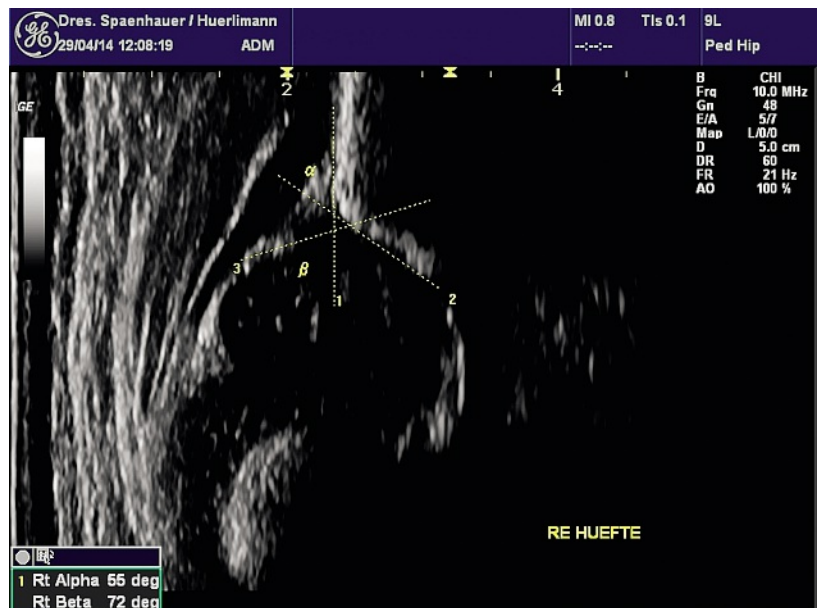 Dres. Spaenhauer / Huerlimann
29/04/14 12:08:19 ADM
MI 0.8 TIs 0.1
--:--:--
9L
Ped Hip
GE
2
4
B CHI
Frq 10.0 MHz
Gn 48
E/A 5/7
Map L/0/0
D 5.0 cm
DR 60
FR 21 Hz
AO 100 %
α
3
β
1
2
RE HUEFTE
1 Rt Alpha 55 deg
Rt Beta 72 deg